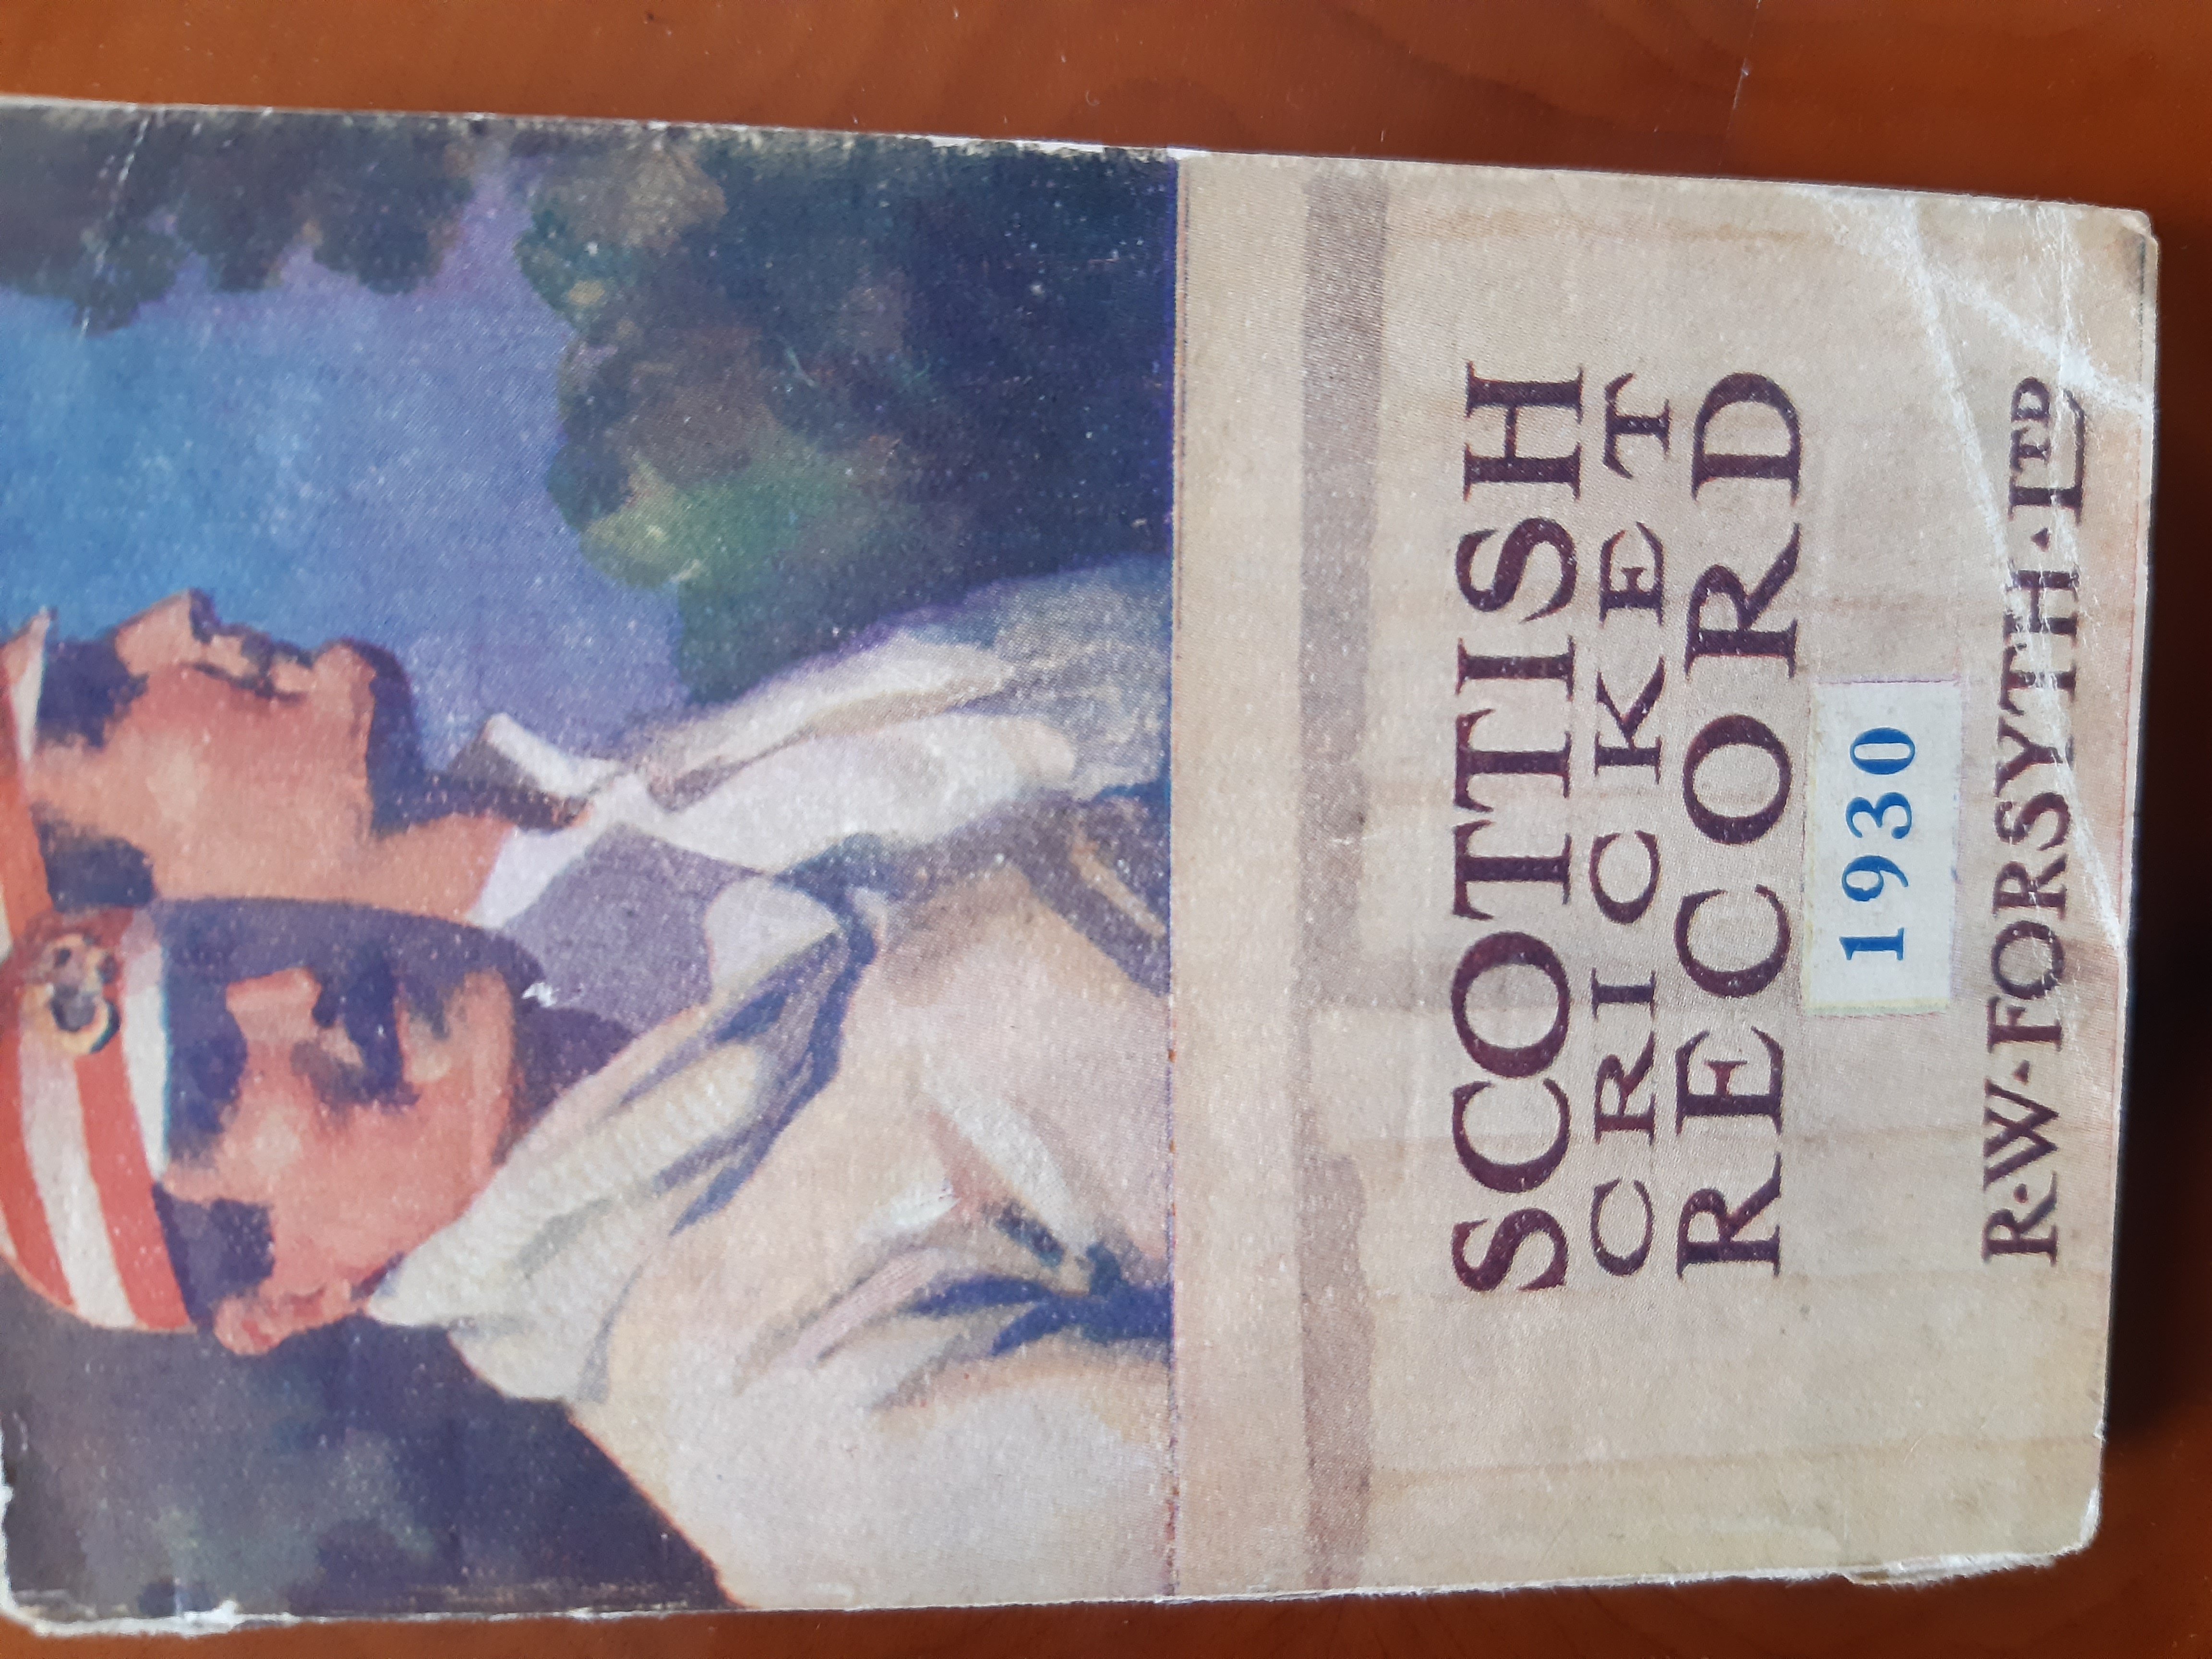 SCOTTISH
CRICKET
RECORD
1930
R·W·FORSYTH·LTD